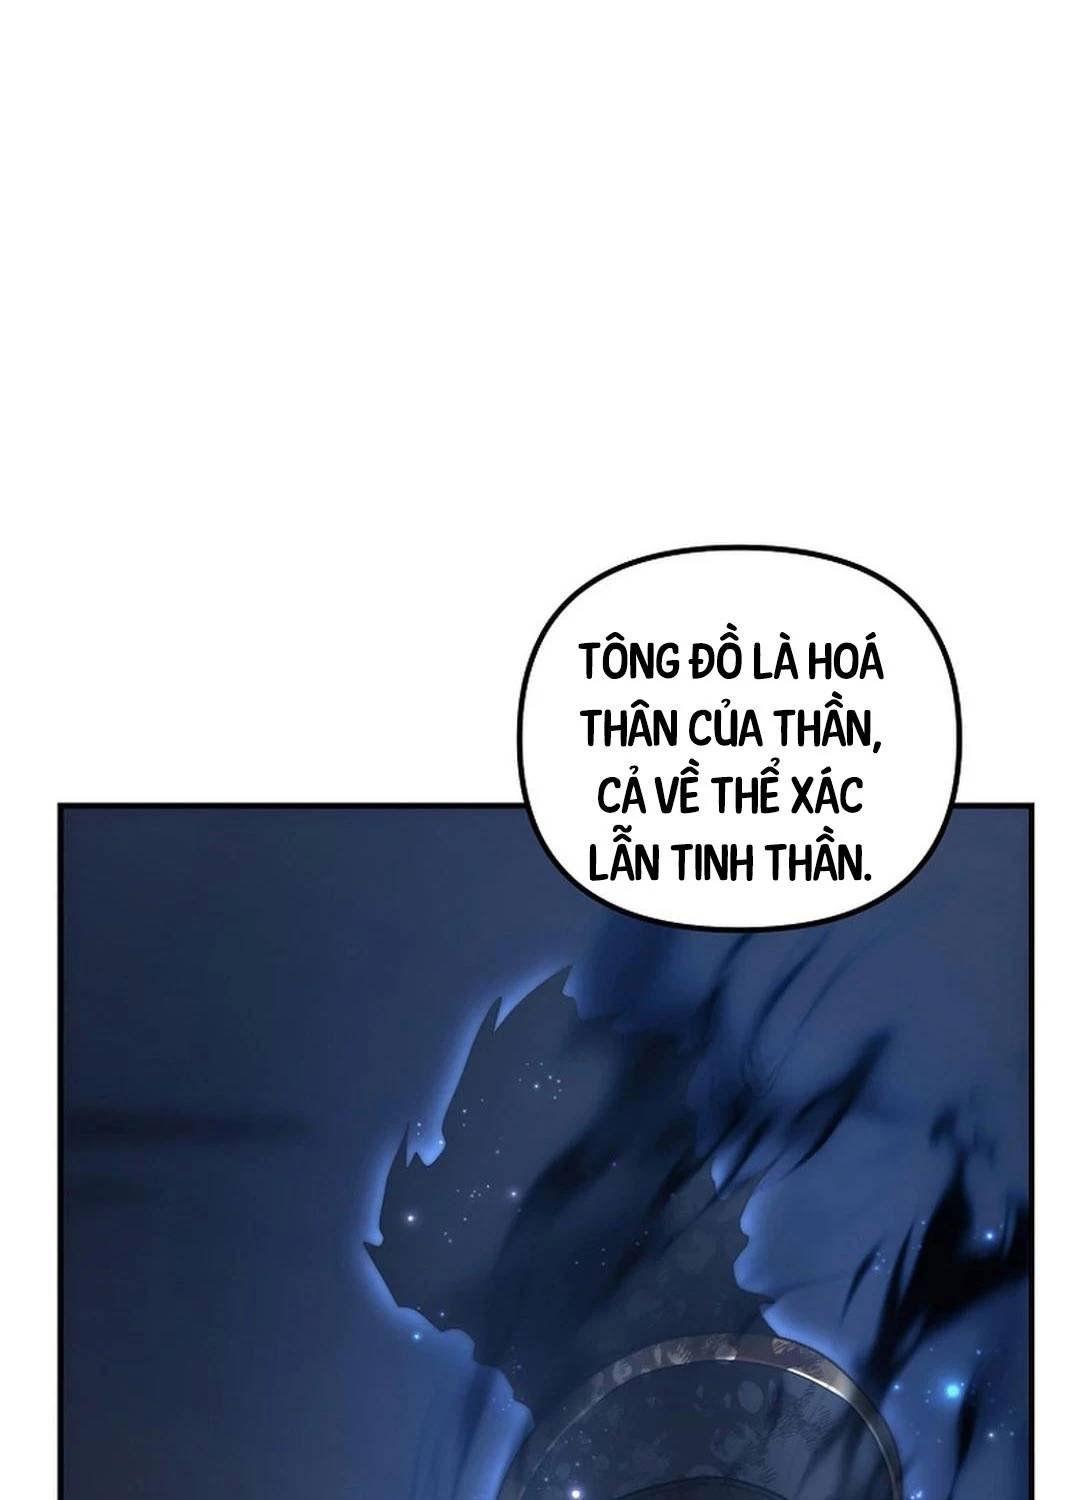 TÔNG ĐỒ LÀ HOÁ
THÂN CỦA THẦN,
CẢ VỀ THỂ XÁC
LẪN TINH THẦN.